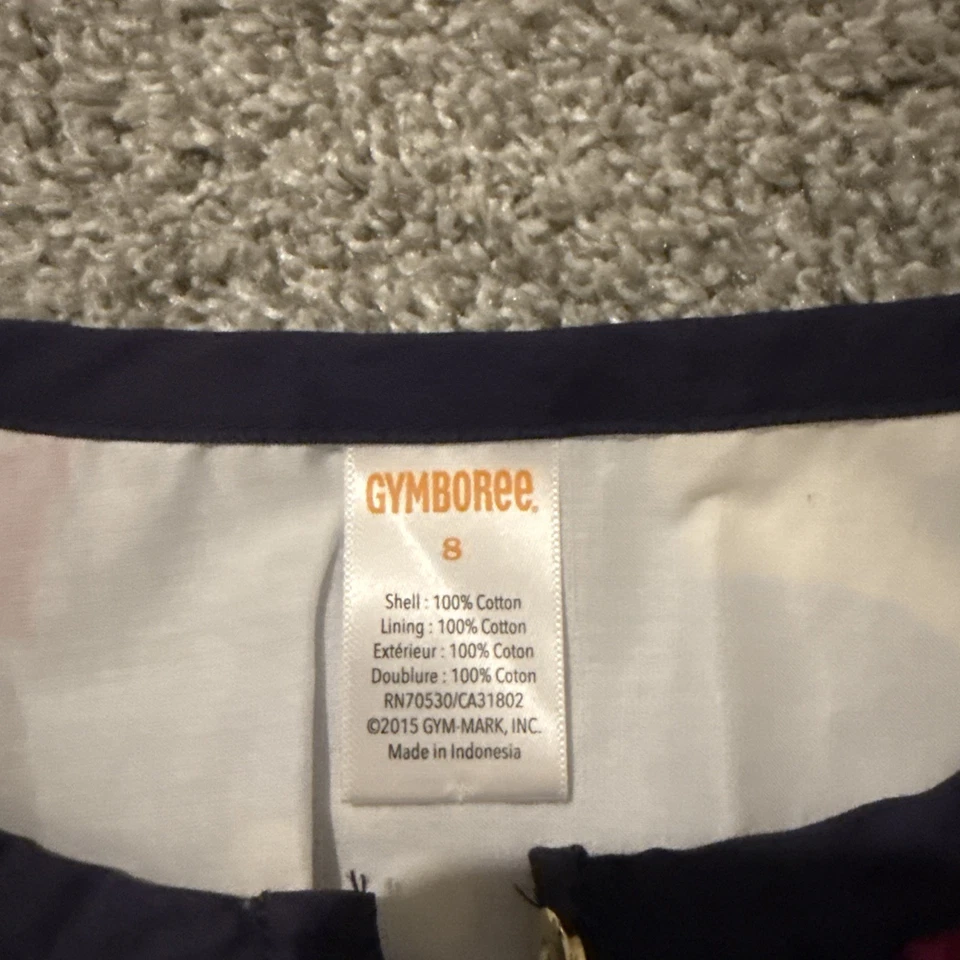 GYMBOREE
8
Shell : 100% Cotton
Lining : 100% Cotton
Extérieur : 100% Coton
Doublure : 100% Coton
RN70530/CA31802
©2015 GYM-MARK, INC.
Made in Indonesia